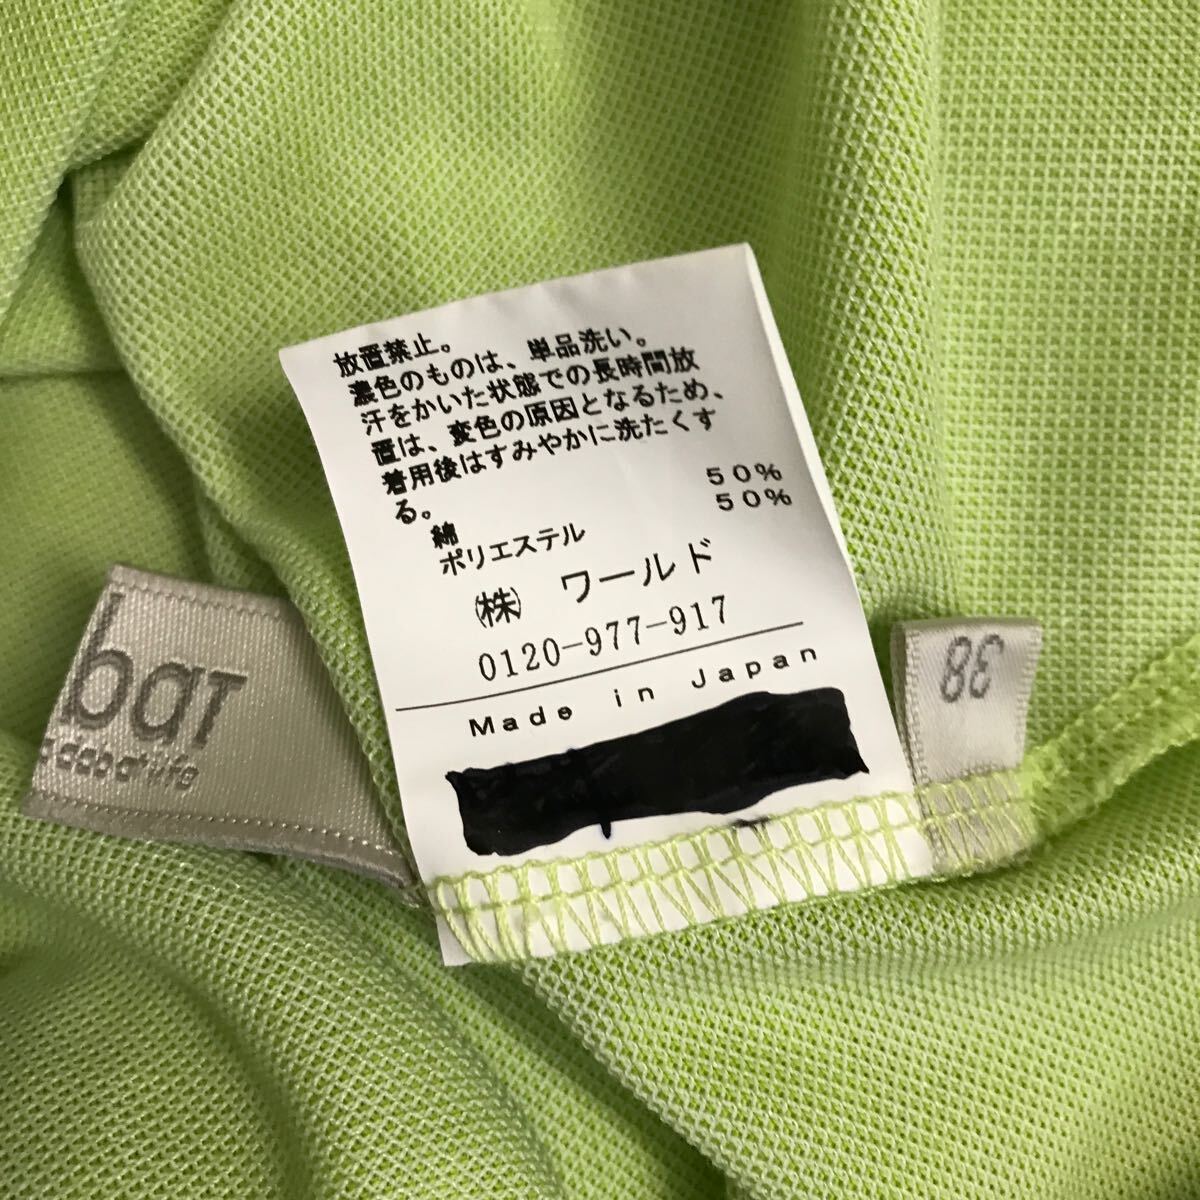 放置禁止。
濃色のものは、単品洗い。
汗をかいた状態での長時間放
置は、変色の原因となるため、
着用後はすみやかに洗たくす
る。
綿 50%
ポリエステル 50%
㈱ ワールド
0120-977-917
Made in Japan
38